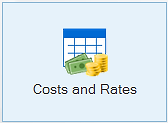 Costs and Rates